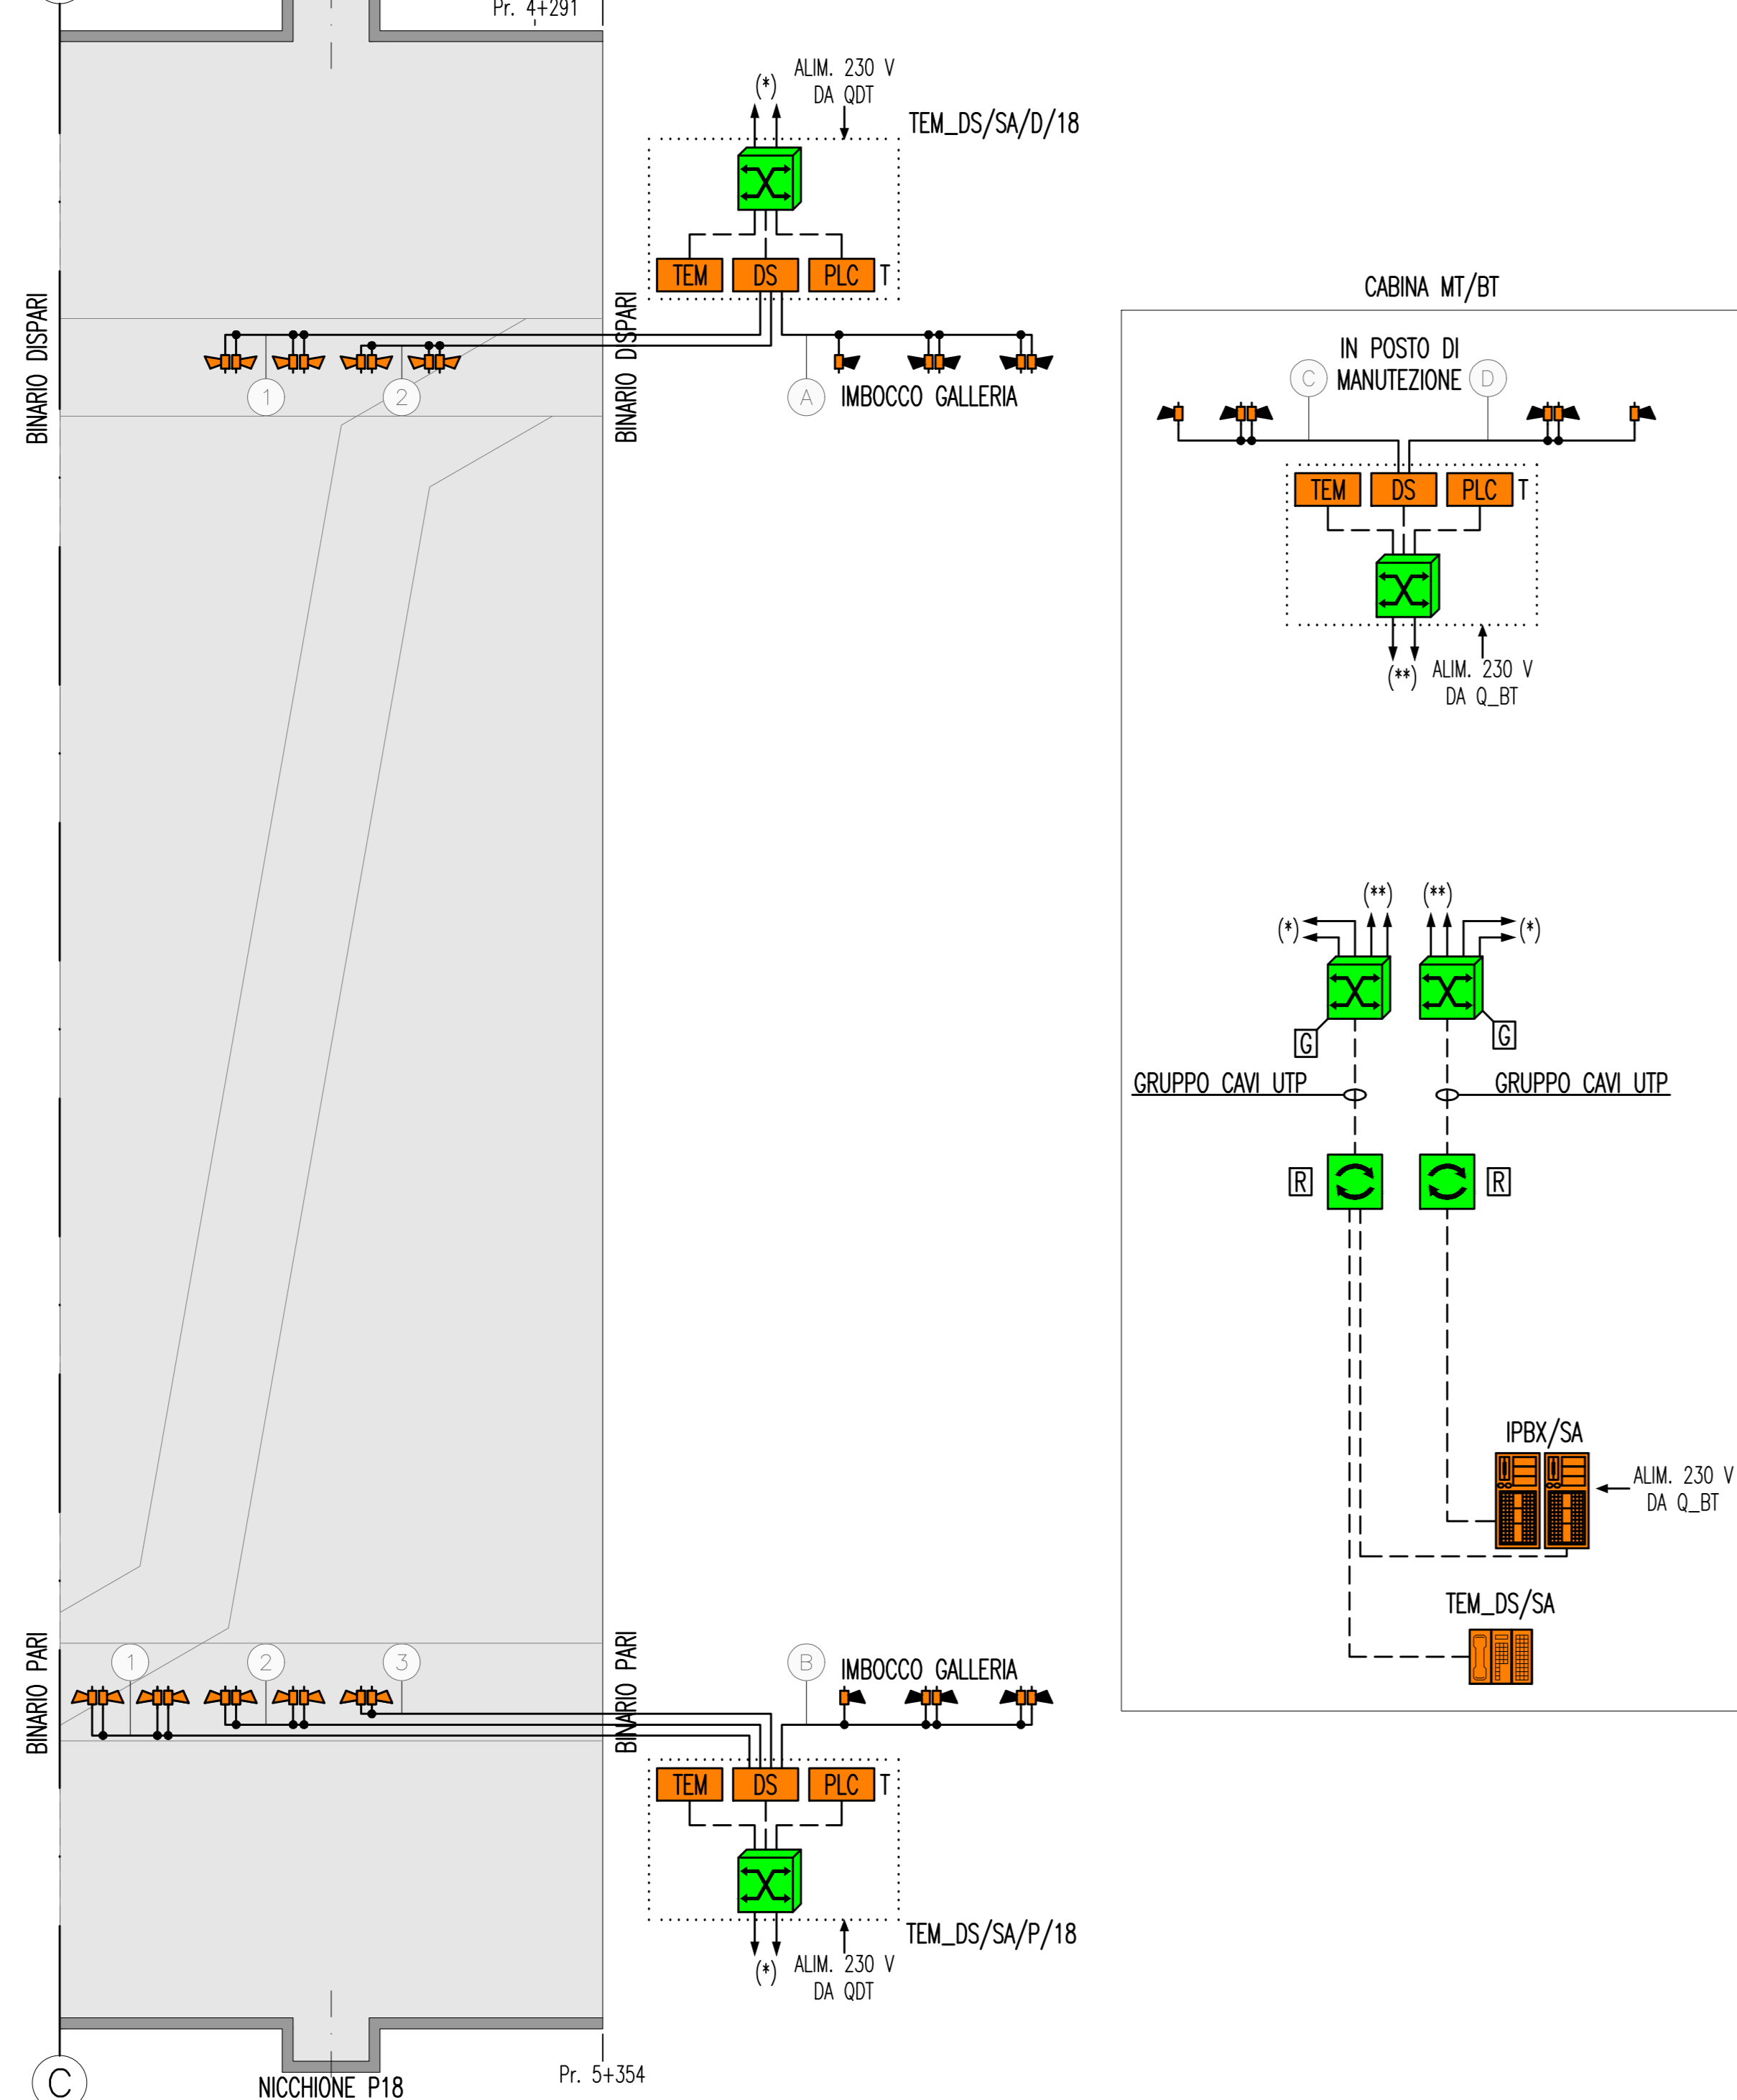 Pr. 4+291
(*)
ALIM. 230 V
DA QDT
TEM_DS/SA/D/18
TEM
DS
PLC
T
BINARIO DISPARI
BINARIO DISPARI
1
2
A
IMBOCCO GALLERIA
CABINA MT/BT
IN POSTO DI
MANUTEZIONE
C
D
TEM
DS
PLC
T
(**)
ALIM. 230 V
DA Q_BT
(**)
(**)
(*)
(*)
G
G
GRUPPO CAVI UTP
GRUPPO CAVI UTP
R
R
IPBX/SA
ALIM. 230 V
DA Q_BT
TEM_DS/SA
BINARIO PARI
BINARIO PARI
1
2
3
B
IMBOCCO GALLERIA
TEM
DS
PLC
T
TEM_DS/SA/P/18
(*)
ALIM. 230 V
DA QDT
C
NICCHIONE P18
Pr. 5+354